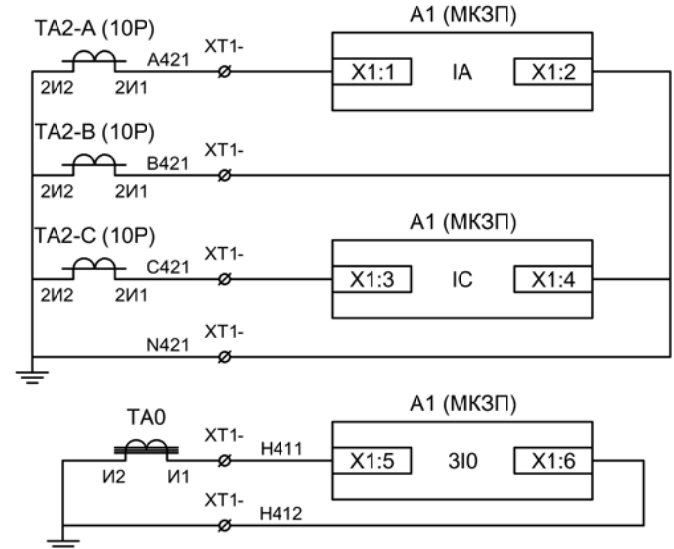 A1 (МКЗП)
TA2-A (10P)
A421
XT1-
X1:1
IA
X1:2
2И2
2И1
TA2-B (10P)
B421
XT1-
2И2
2И1
A1 (МКЗП)
TA2-C (10P)
C421
XT1-
X1:3
IC
X1:4
2И2
2И1
N421
XT1-
A1 (МКЗП)
TA0
XT1-
H411
X1:5
3I0
X1:6
И2
И1
XT1-
H412